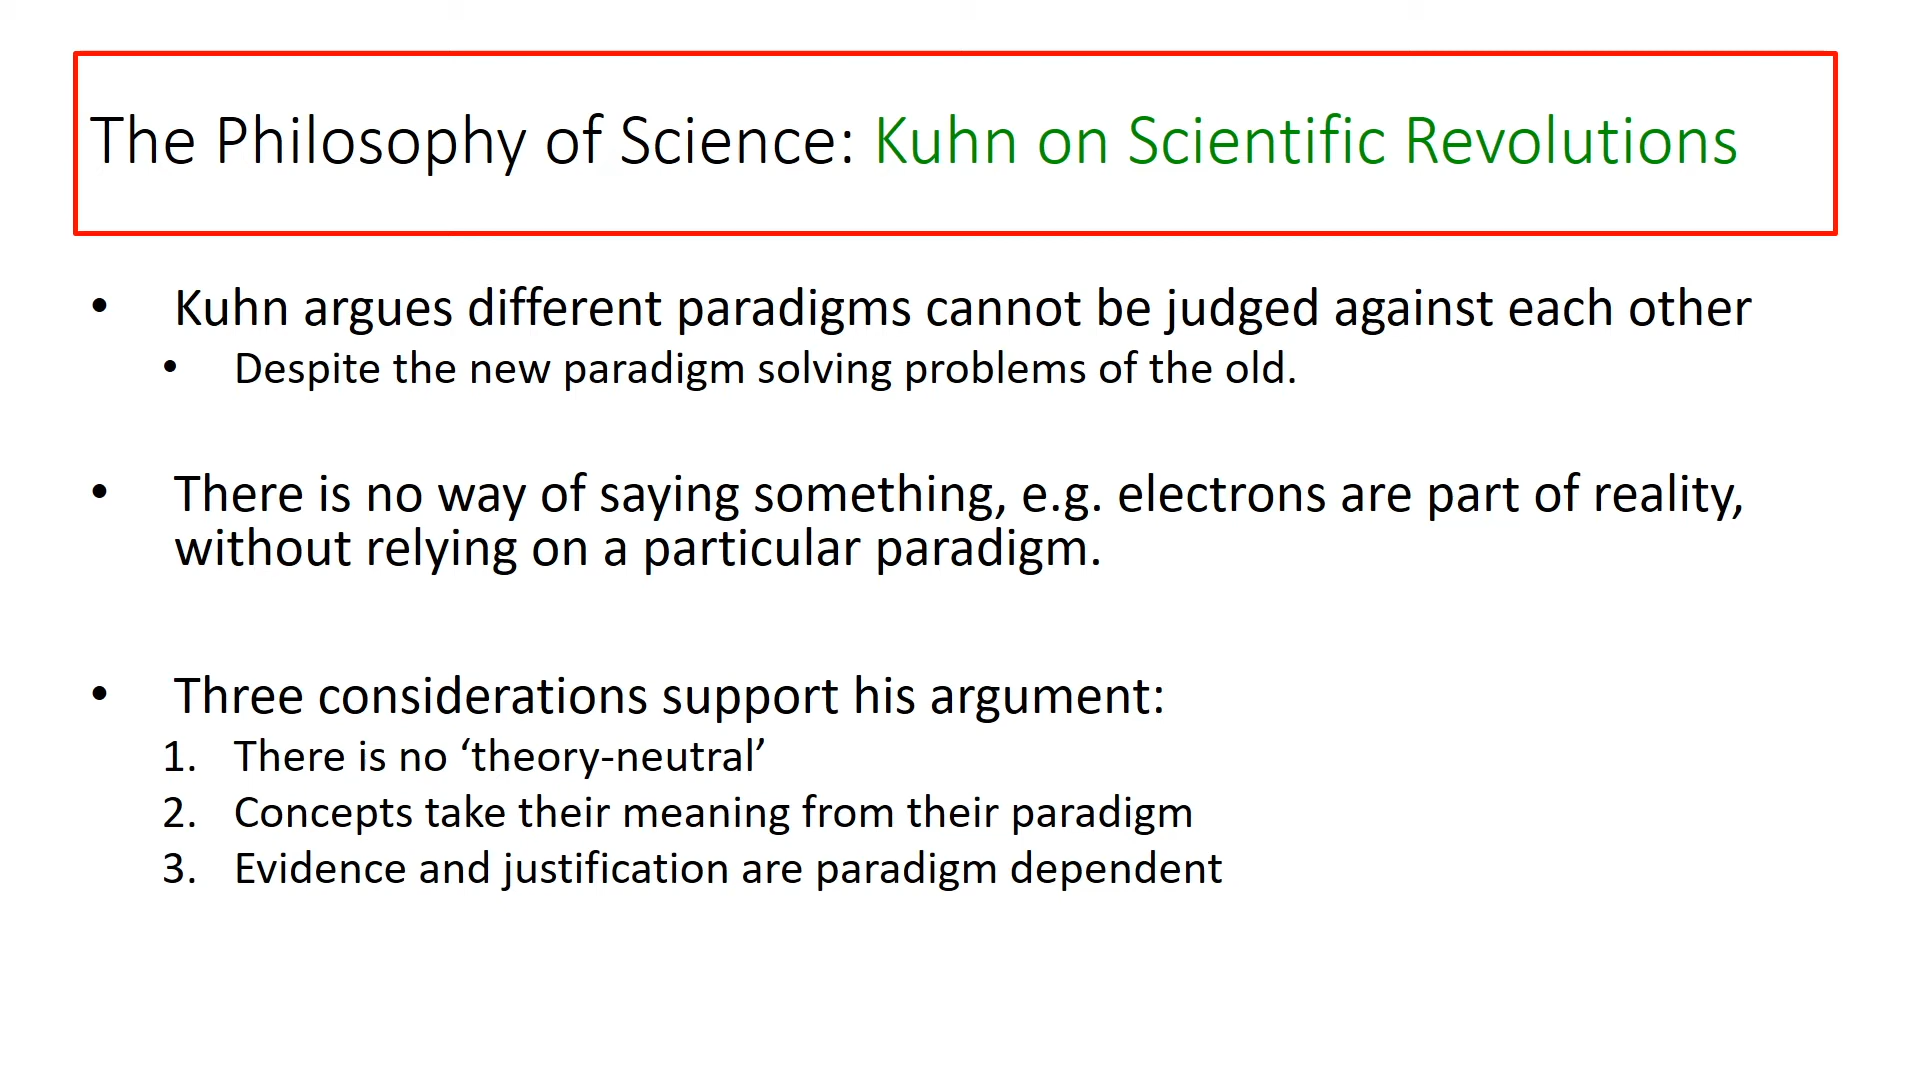 The Philosophy of Science: Kuhn on Scientific Revolutions
• Kuhn argues different paradigms cannot be judged against each other
• Despite the new paradigm solving problems of the old.
• There is no way of saying something, e.g. electrons are part of reality,
without relying on a particular paradigm.
• Three considerations support his argument:
1. There is no ‘theory-neutral’
2. Concepts take their meaning from their paradigm
3. Evidence and justification are paradigm dependent